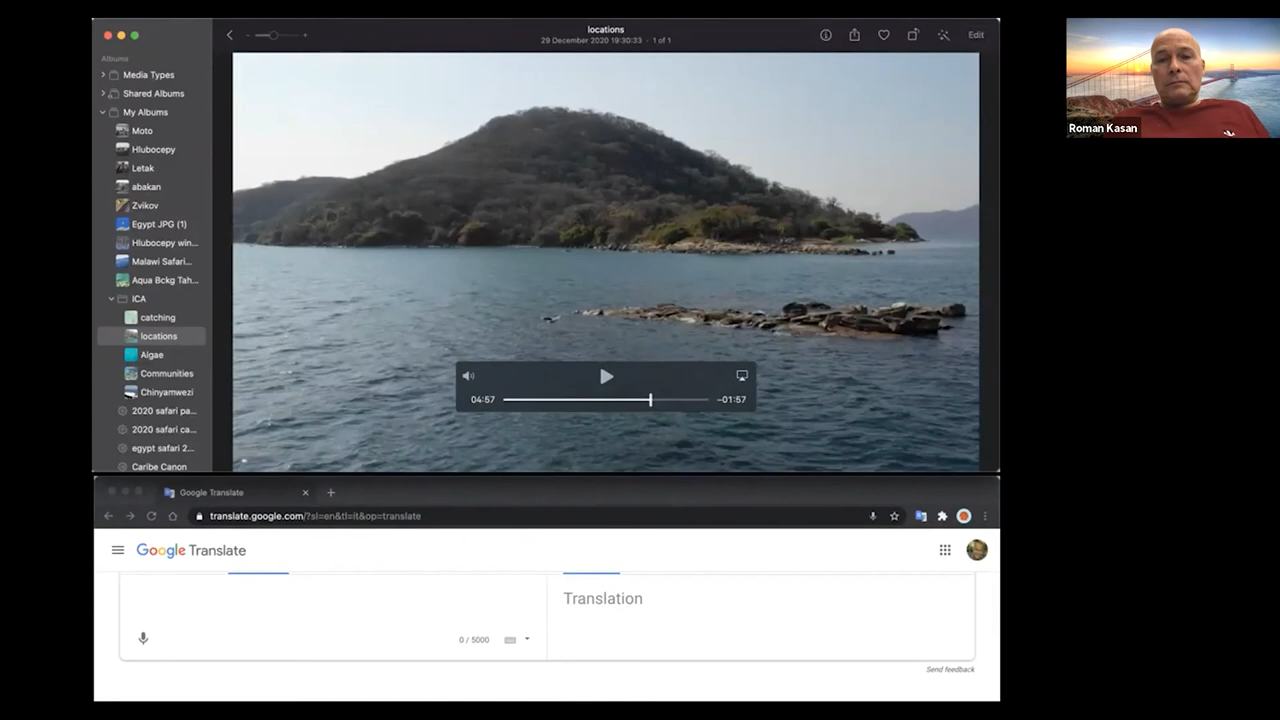 locations
29 December 2020 19:30:33 · 1 of 1
Edit
Albums
Media Types
Shared Albums
My Albums
Moto
Hlubocepy
Letak
abakan
Zvikov
Egypt JPG (1)
Hlubocepy win...
Malawi Safari...
Aqua Bckg Tah...
ICA
catching
locations
Algae
Communities
Chinyamwezi
2020 safari pa...
2020 safari ca...
egypt safari 2...
Caribe Canon
04:57
−01:57
Roman Kasan
Google Translate
translate.google.com/?sl=en&tl=it&op=translate
Google Translate
Translation
0 / 5000
Send feedback